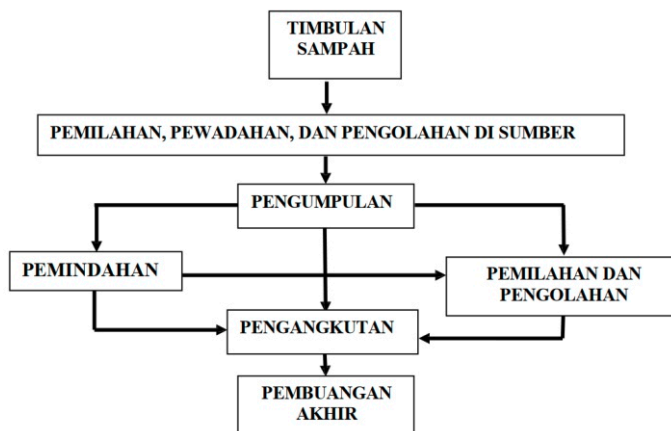 TIMBULAN
SAMPAH
PEMILAHAN, PEWADAHAN, DAN PENGOLAHAN DI SUMBER
PENGUMPULAN
PEMINDAHAN
PEMILAHAN DAN
PENGOLAHAN
PENGANGKUTAN
PEMBUANGAN
AKHIR